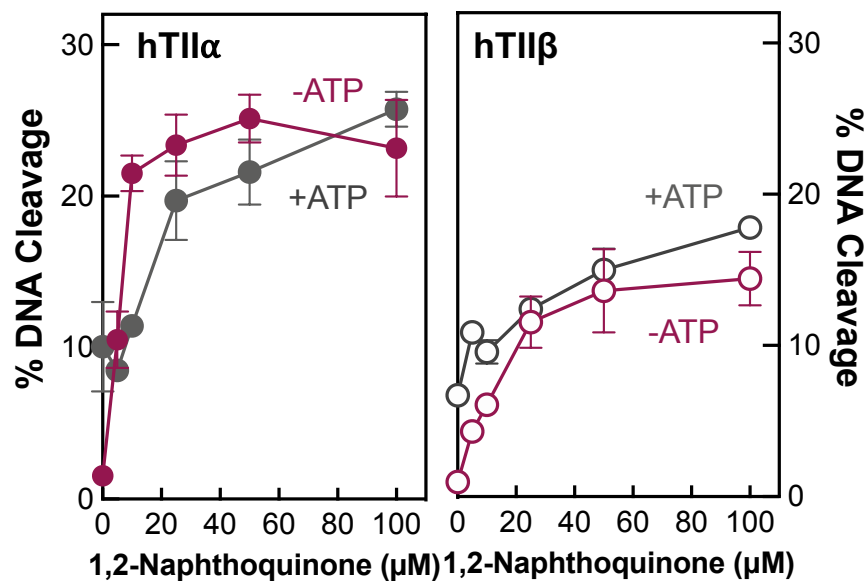 hTIIα
-ATP
+ATP
% DNA Cleavage
30
20
10
0
0 20 40 60 80 100
1,2-Naphthoquinone (µM)
hTIIβ
+ATP
-ATP
% DNA Cleavage
30
20
10
0
0 20 40 60 80 100
1,2-Naphthoquinone (µM)